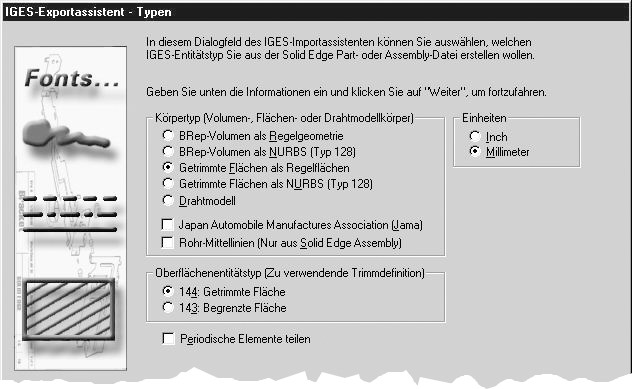 IGES-Exportassistent - Typen
Fonts...
In diesem Dialogfeld des IGES-Importassistenten können Sie auswählen, welchen
IGES-Entitätstyp Sie aus der Solid Edge Part- oder Assembly-Datei erstellen wollen.
Geben Sie unten die Informationen ein und klicken Sie auf "Weiter", um fortzufahren.
Körpertyp (Volumen-, Flächen- oder Drahtmodellkörper)
BRep-Volumen als Regelgeometrie
BRep-Volumen als NURBS (Typ 128)
Getrimmte Flächen als Regelflächen
Getrimmte Flächen als NURBS (Typ 128)
Drahtmodell
Japan Automobile Manufactures Association (Jama)
Rohr-Mittellinien (Nur aus Solid Edge Assembly)
Einheiten
Inch
Millimeter
Oberflächenentitätstyp (Zu verwendende Trimmdefinition)
144: Getrimmte Fläche
143: Begrenzte Fläche
Periodische Elemente teilen